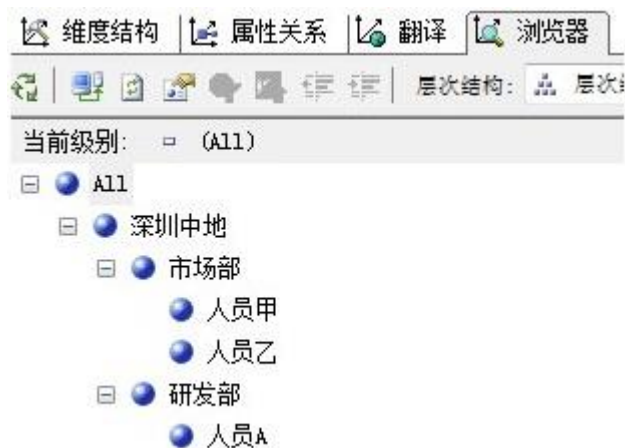 维度结构 属性关系 翻译 浏览器
层次结构: 层次
当前级别: (All)
All
深圳中地
市场部
人员甲
人员乙
研发部
人员A